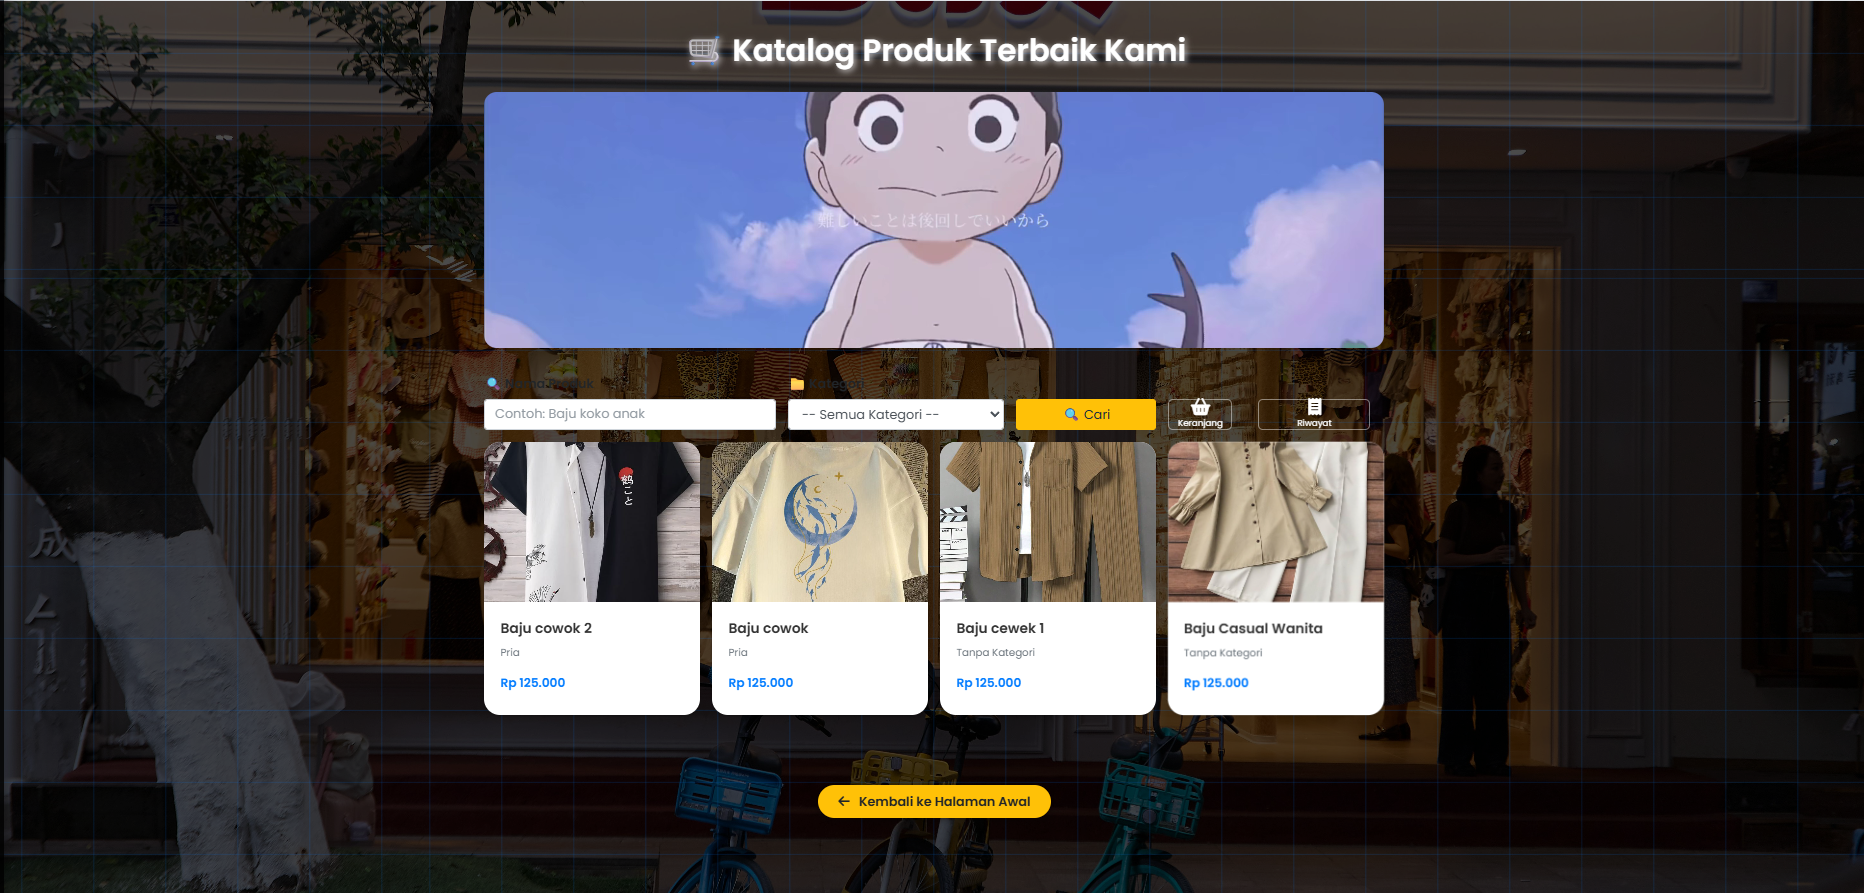 Katalog Produk Terbaik Kami
難しいことは後回しでいいから
Nama Produk
Kategori
Contoh: Baju koko anak
-- Semua Kategori --
Cari
Keranjang
Riwayat
Baju cowok 2
Pria
Rp 125.000
Baju cowok
Pria
Rp 125.000
Baju cewek 1
Tanpa Kategori
Rp 125.000
Baju Casual Wanita
Tanpa Kategori
Rp 125.000
← Kembali ke Halaman Awal
成